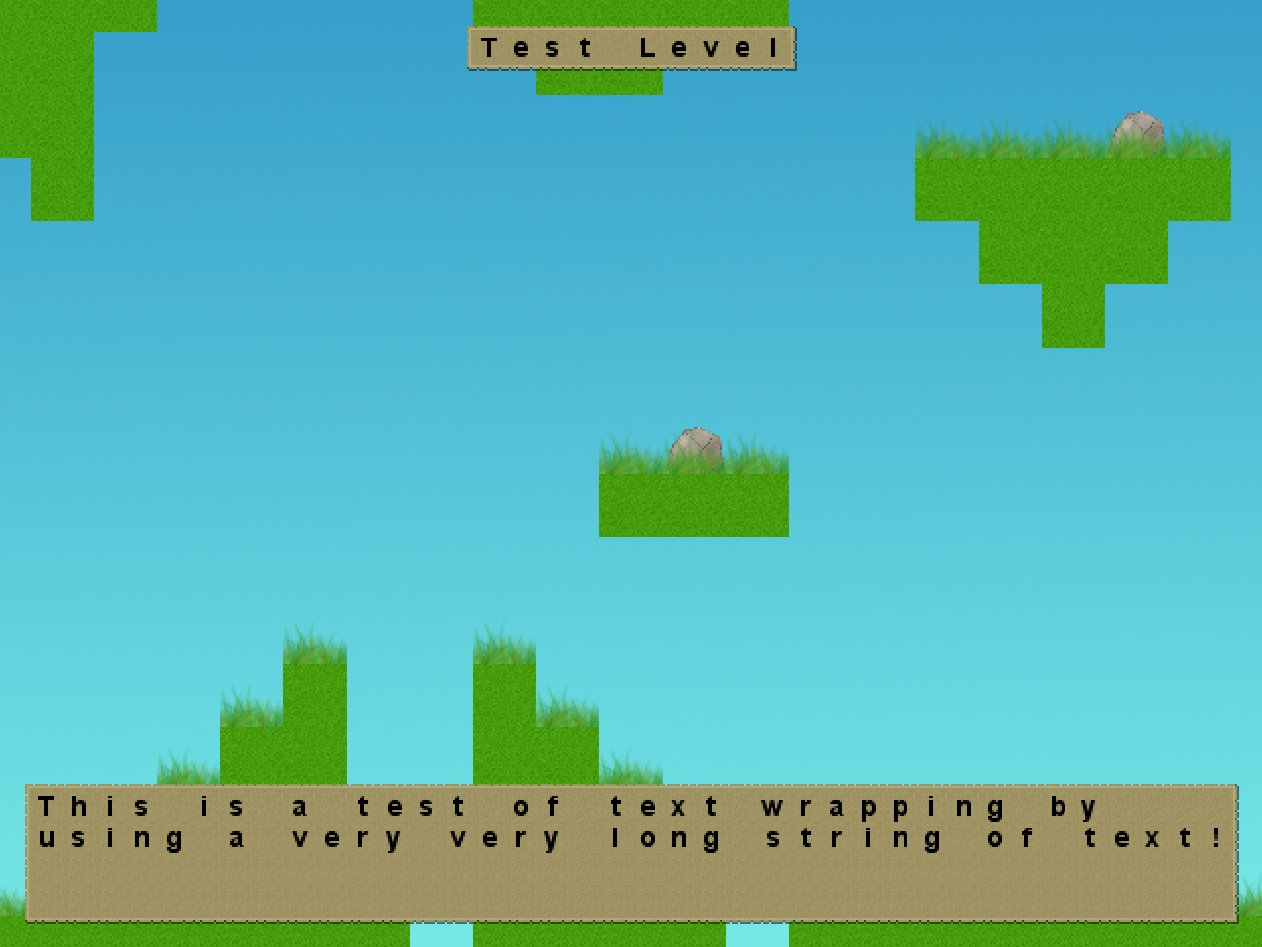 Test Level
This is a test of text wrapping by
using a very very long string of text!